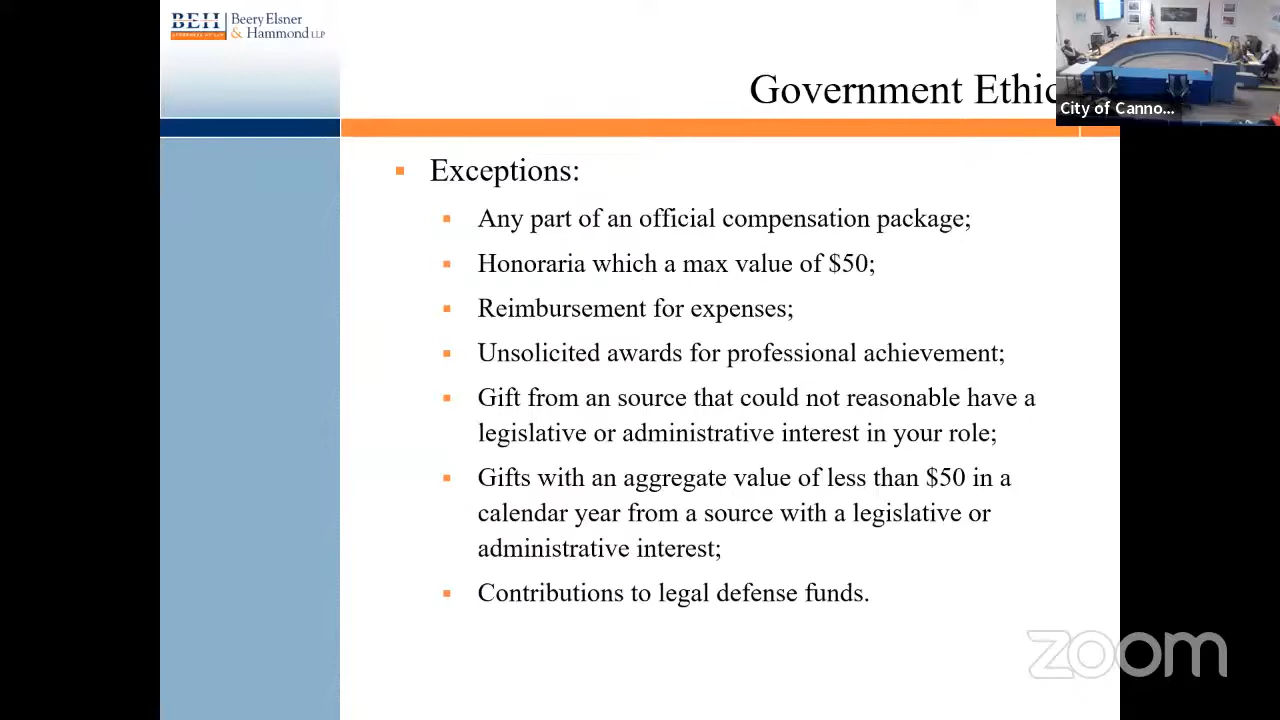 BEH
Beery Elsner
& Hammond LLP
ATTORNEYS AT LAW
Government Ethic
City of Canno...
Exceptions:
Any part of an official compensation package;
Honoraria which a max value of $50;
Reimbursement for expenses;
Unsolicited awards for professional achievement;
Gift from an source that could not reasonable have a
legislative or administrative interest in your role;
Gifts with an aggregate value of less than $50 in a
calendar year from a source with a legislative or
administrative interest;
Contributions to legal defense funds.
zoom